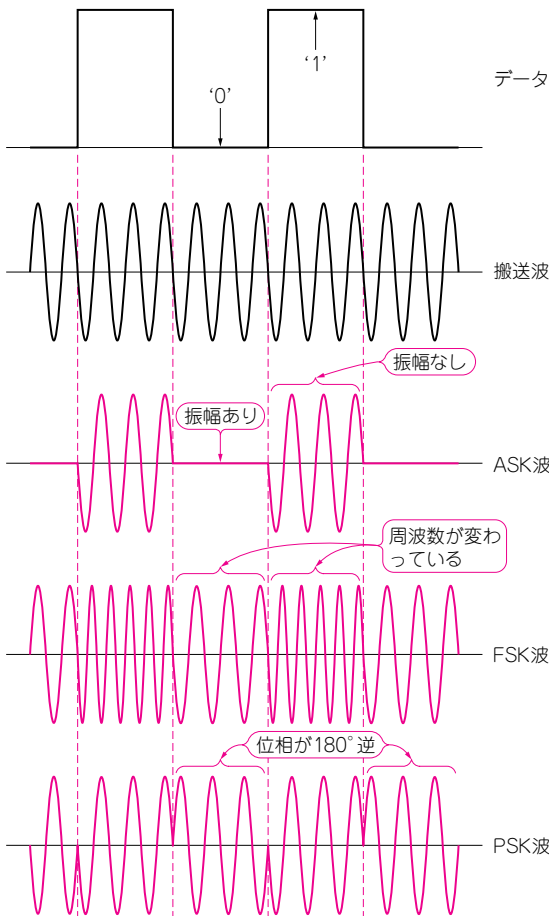 データ
'1'
'0'
搬送波
振幅なし
振幅あり
ASK波
周波数が変わ
っている
FSK波
位相が180°逆
PSK波